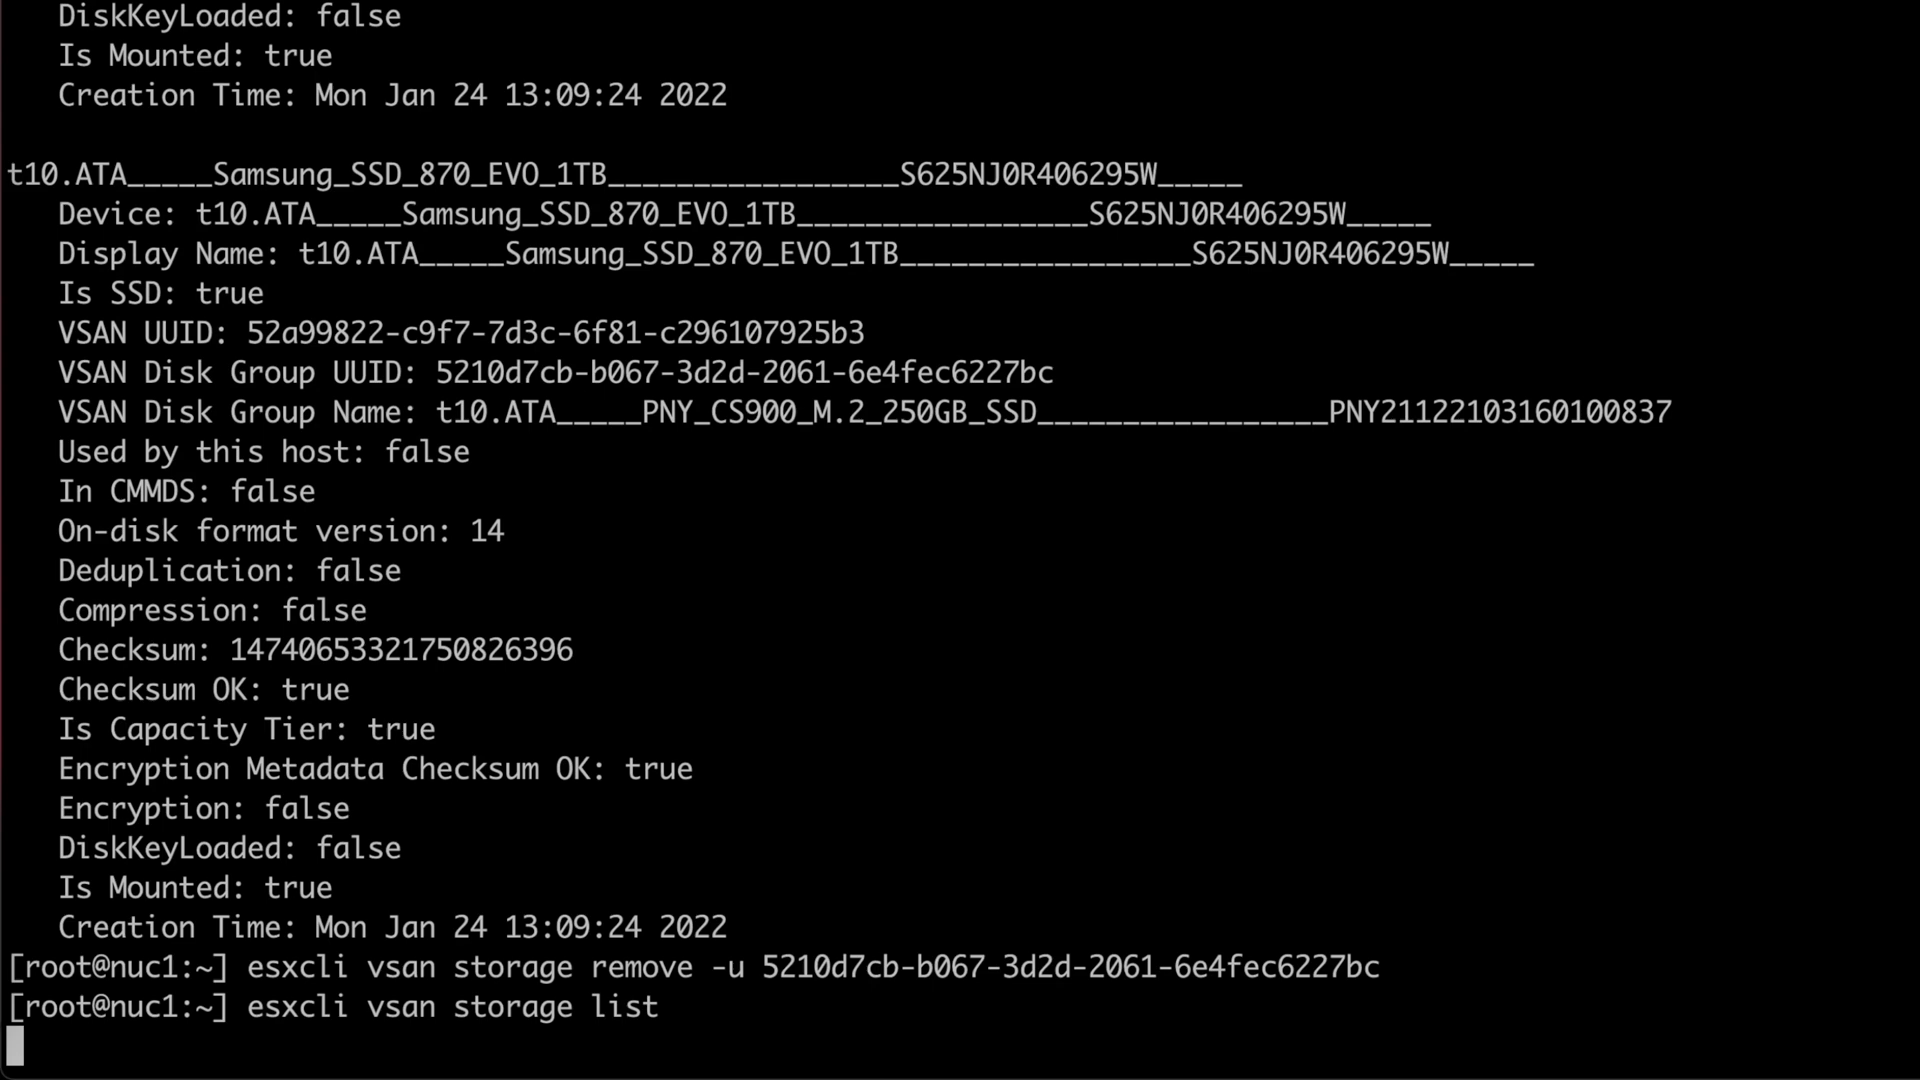 DiskKeyLoaded: false
Is Mounted: true
Creation Time: Mon Jan 24 13:09:24 2022
t10.ATA_____Samsung_SSD_870_EVO_1TB_________________S625NJ0R406295W_____
Device: t10.ATA_____Samsung_SSD_870_EVO_1TB_________________S625NJ0R406295W_____
Display Name: t10.ATA_____Samsung_SSD_870_EVO_1TB_________________S625NJ0R406295W_____
Is SSD: true
VSAN UUID: 52a99822-c9f7-7d3c-6f81-c296107925b3
VSAN Disk Group UUID: 5210d7cb-b067-3d2d-2061-6e4fec6227bc
VSAN Disk Group Name: t10.ATA_____PNY_CS900_M.2_250GB_SSD_________________PNY21122103160100837
Used by this host: false
In CMMDS: false
On-disk format version: 14
Deduplication: false
Compression: false
Checksum: 14740653321750826396
Checksum OK: true
Is Capacity Tier: true
Encryption Metadata Checksum OK: true
Encryption: false
DiskKeyLoaded: false
Is Mounted: true
Creation Time: Mon Jan 24 13:09:24 2022
[root@nuc1:~] esxcli vsan storage remove -u 5210d7cb-b067-3d2d-2061-6e4fec6227bc
[root@nuc1:~] esxcli vsan storage list